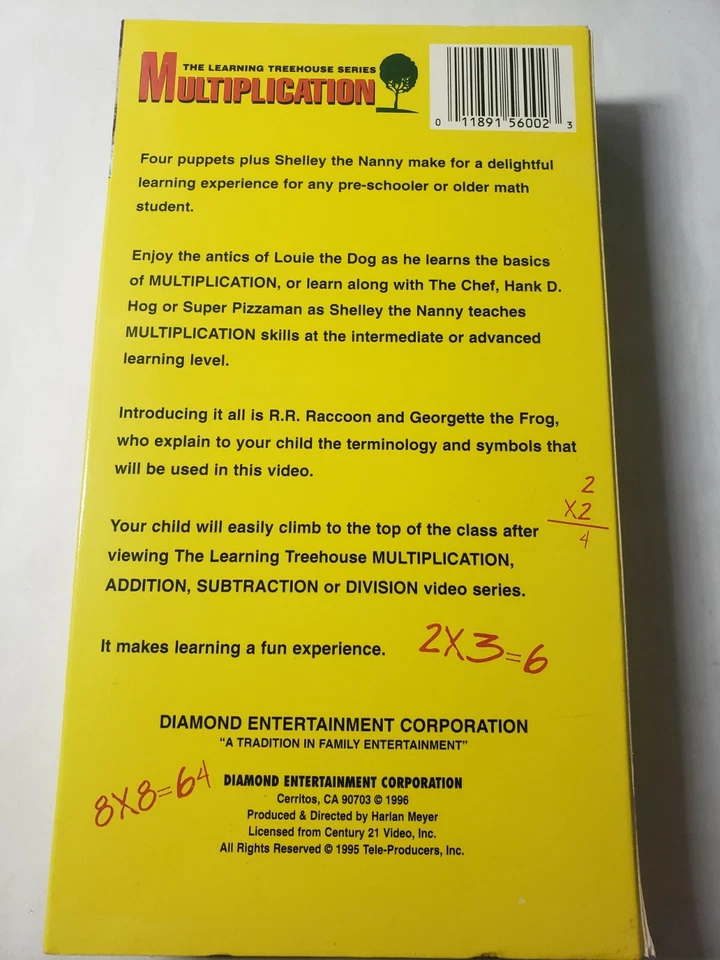 THE LEARNING TREEHOUSE SERIES
MULTIPLICATION
0 11891 56002 3
Four puppets plus Shelley the Nanny make for a delightful
learning experience for any pre-schooler or older math
student.
Enjoy the antics of Louie the Dog as he learns the basics
of MULTIPLICATION, or learn along with The Chef, Hank D.
Hog or Super Pizzaman as Shelley the Nanny teaches
MULTIPLICATION skills at the intermediate or advanced
learning level.
Introducing it all is R.R. Raccoon and Georgette the Frog,
who explain to your child the terminology and symbols that
will be used in this video.
2
X2
4
Your child will easily climb to the top of the class after
viewing The Learning Treehouse MULTIPLICATION,
ADDITION, SUBTRACTION or DIVISION video series.
It makes learning a fun experience.
2X3=6
DIAMOND ENTERTAINMENT CORPORATION
"A TRADITION IN FAMILY ENTERTAINMENT"
8X8=64
DIAMOND ENTERTAINMENT CORPORATION
Cerritos, CA 90703 © 1996
Produced & Directed by Harlan Meyer
Licensed from Century 21 Video, Inc.
All Rights Reserved © 1995 Tele-Producers, Inc.